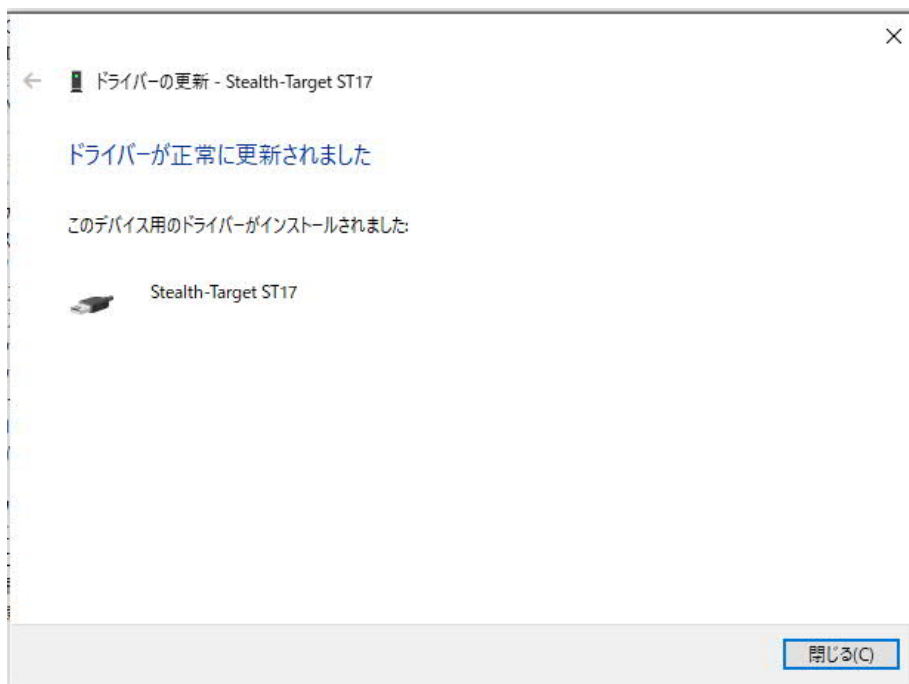 ドライバーの更新 - Stealth-Target ST17
ドライバーが正常に更新されました
このデバイス用のドライバーがインストールされました:
Stealth-Target ST17
閉じる(C)